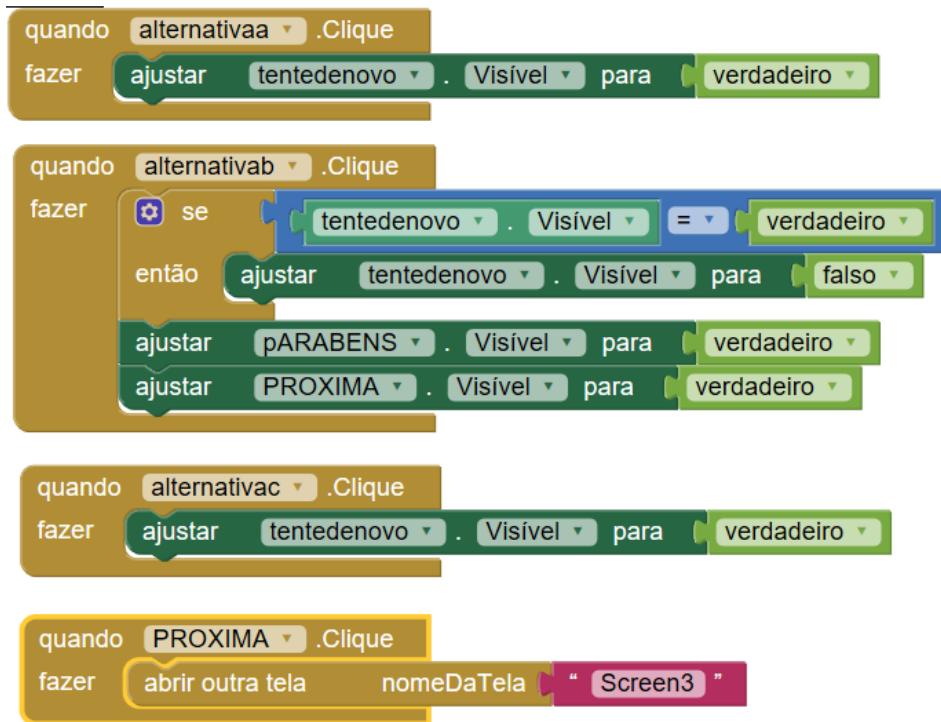 quando alternativaa .Clique
fazer ajustar tentedenovo . Visível para verdadeiro
quando alternativab .Clique
fazer se tentedenovo . Visível = verdadeiro
então ajustar tentedenovo . Visível para falso
ajustar pARABENS . Visível para verdadeiro
ajustar PROXIMA . Visível para verdadeiro
quando alternativac .Clique
fazer ajustar tentedenovo . Visível para verdadeiro
quando PROXIMA .Clique
fazer abrir outra tela nomeDaTela " Screen3 "